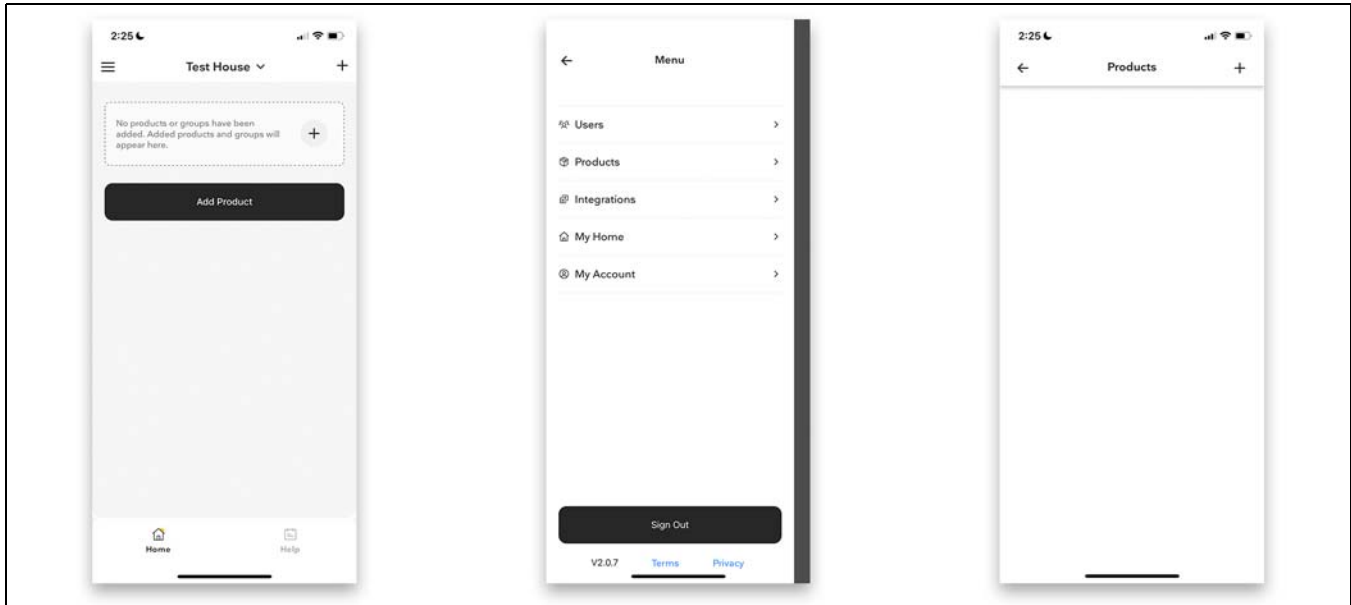 2:25
Test House
No products or groups have been
added. Added products and groups will
appear here.
Add Product
Home
Help
Menu
Users
Products
Integrations
My Home
My Account
Sign Out
V2.0.7 Terms Privacy
2:25
Products